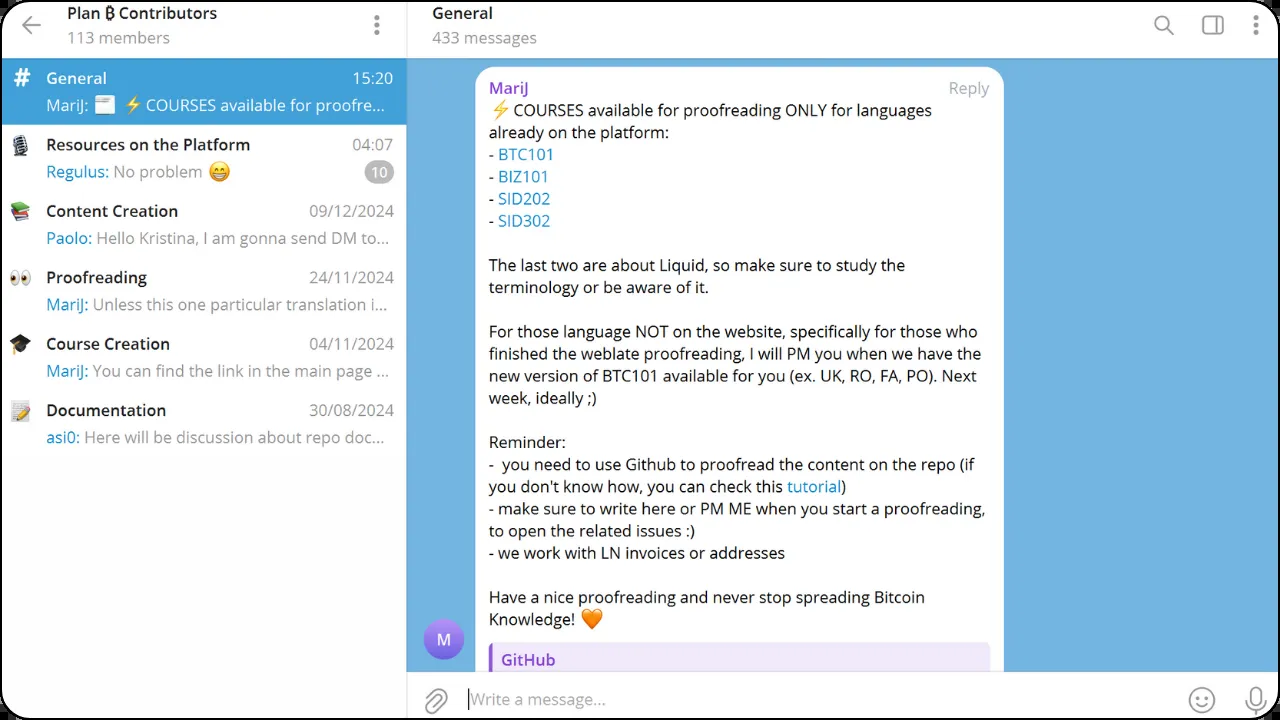 Plan ₿ Contributors
113 members
# General 15:20
MariJ: ⚡ COURSES available for proofre...
Resources on the Platform 04:07
Regulus: No problem 😁 10
Content Creation 09/12/2024
Paolo: Hello Kristina, I am gonna send DM to...
Proofreading 24/11/2024
MariJ: Unless this one particular translation i...
Course Creation 04/11/2024
MariJ: You can find the link in the main page ...
Documentation 30/08/2024
asi0: Here will be discussion about repo doc...
General
433 messages
MariJ Reply
⚡ COURSES available for proofreading ONLY for languages
already on the platform:
- BTC101
- BIZ101
- SID202
- SID302
The last two are about Liquid, so make sure to study the
terminology or be aware of it.
For those language NOT on the website, specifically for those who
finished the weblate proofreading, I will PM you when we have the
new version of BTC101 available for you (ex. UK, RO, FA, PO). Next
week, ideally ;)
Reminder:
- you need to use Github to proofread the content on the repo (if
you don't know how, you can check this tutorial)
- make sure to write here or PM ME when you start a proofreading,
to open the related issues :)
- we work with LN invoices or addresses
Have a nice proofreading and never stop spreading Bitcoin
Knowledge! 🧡
M
GitHub
Write a message...